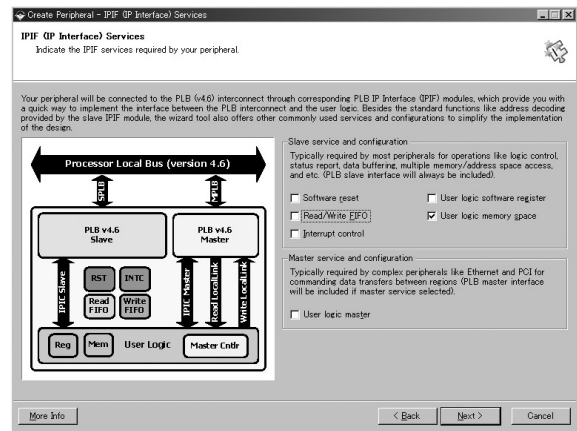 Create Peripheral - IPIF (IP Interface) Services
IPIF (IP Interface) Services
Indicate the IPIF services required by your peripheral.
Your peripheral will be connected to the PLB (v4.6) interconnect through corresponding PLB IP Interface (IPIF) modules, which provide you with
a quick way to implement the interface between the PLB interconnect and the user logic. Besides the standard functions like address decoding
provided by the slave IPIF module, the wizard tool also offers other commonly used services and configurations to simplify the implementation
of the design.
Processor Local Bus (version 4.6)
SPLB
MPLB
PLB v4.6
Slave
PLB v4.6
Master
IPIC Slave
RST
INTC
Read
FIFO
Write
FIFO
IPIC Master
Read LocalLink
Write LocalLink
Reg
Mem
User Logic
Master Cntlr
Slave service and configuration
Typically required by most peripherals for operations like logic control,
status report, data buffering, multiple memory/address space access,
and etc. (PLB slave interface will always be included).
Software reset
User logic software register
Read/Write FIFO
User logic memory space
Interrupt control
Master service and configuration
Typically required by complex peripherals like Ethernet and PCI for
commanding data transfers between regions (PLB master interface
will be included if master service selected).
User logic master
More Info
< Back
Next >
Cancel